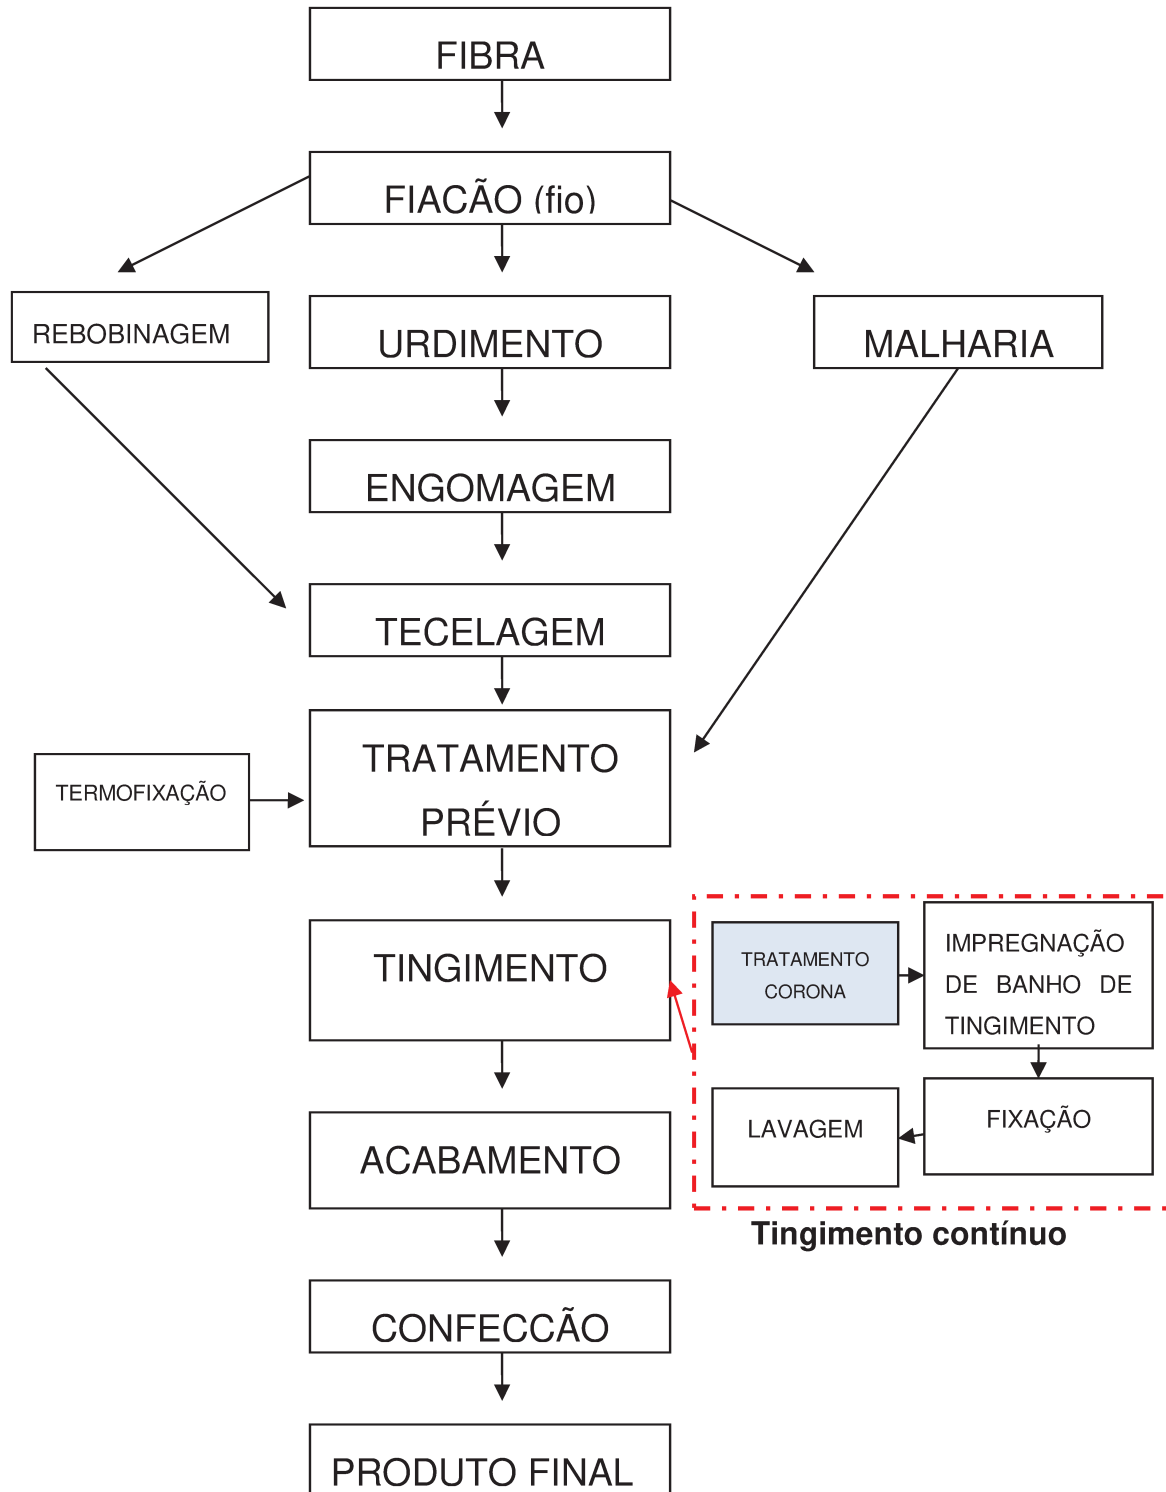 FIBRA
FIACÃO (fio)
REBOBINAGEM
URDIMENTO
MALHARIA
ENGOMAGEM
TECELAGEM
TRATAMENTO
PRÉVIO
TERMOFIXAÇÃO
TINGIMENTO
TRATAMENTO
CORONA
IMPREGNAÇÃO
DE BANHO DE
TINGIMENTO
LAVAGEM
FIXAÇÃO
Tingimento contínuo
ACABAMENTO
CONFECCÃO
PRODUTO FINAL